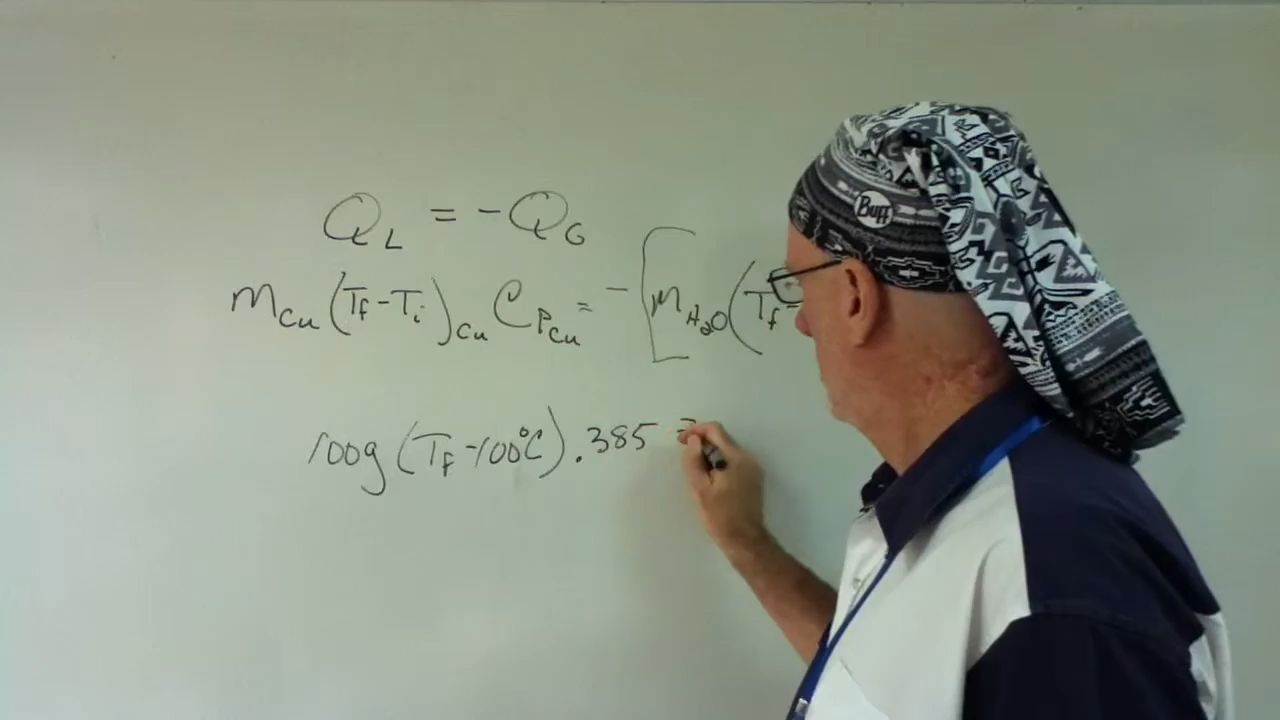 Q_L = -Q_G
m_Cu (T_f - T_i)_Cu C_P_Cu = -[m_H2O (T_f -
100g (T_F - 100°C) .385 =
Buff